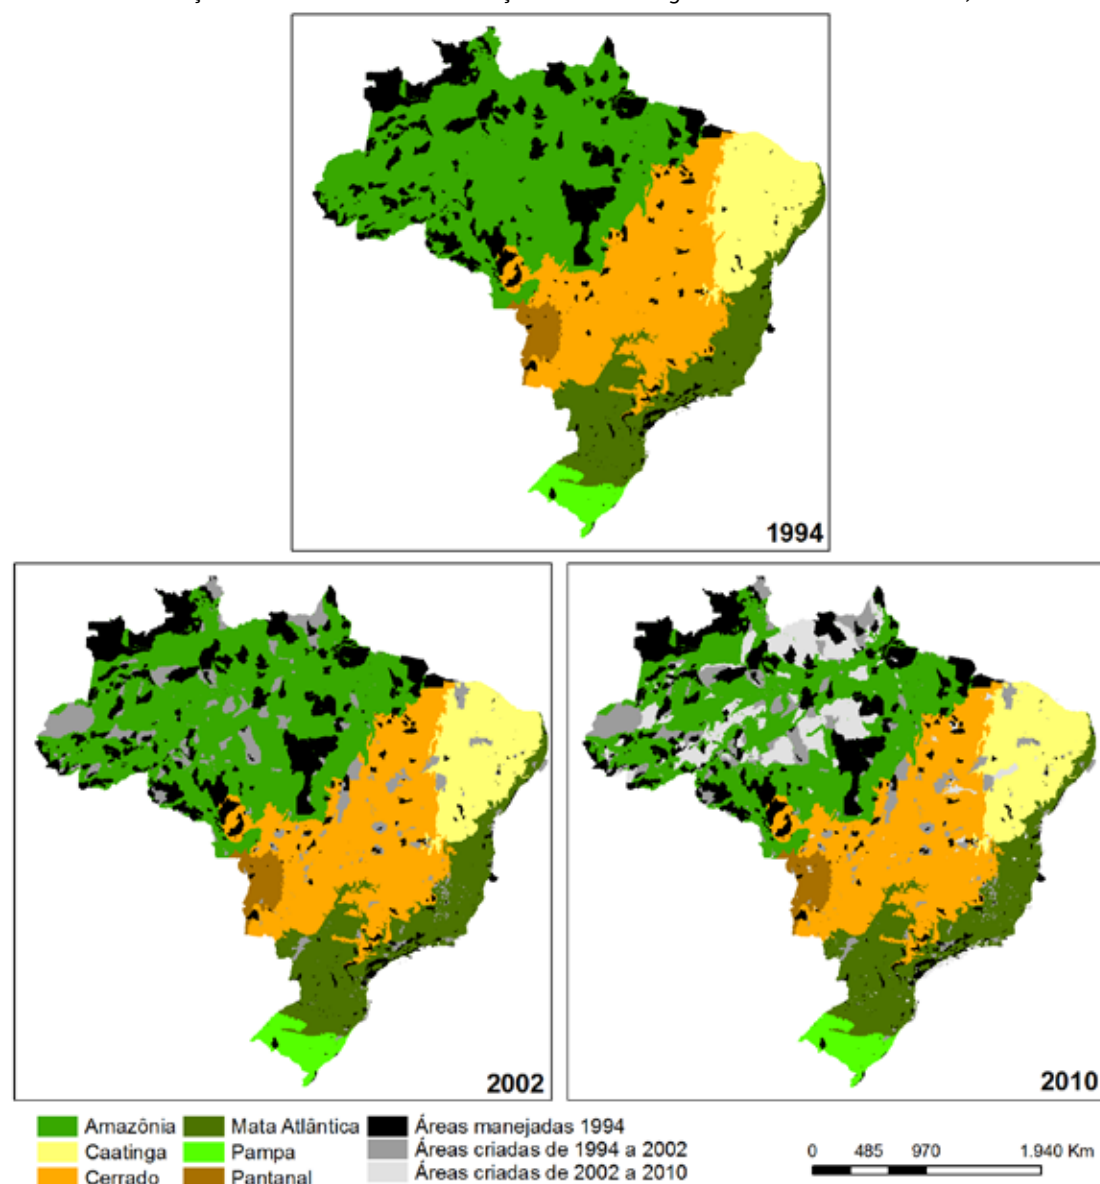 1994
2002
2010
Amazônia Mata Atlântica Áreas manejadas 1994
Caatinga Pampa Áreas criadas de 1994 a 2002
Cerrado Pantanal Áreas criadas de 2002 a 2010
0 485 970 1.940 Km